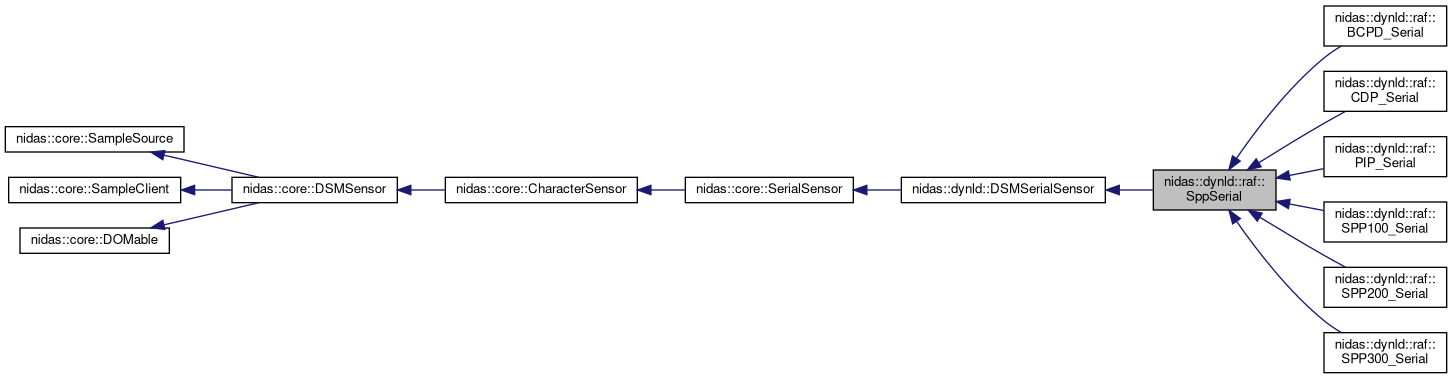 nidas::core::SampleSource
nidas::core::SampleClient
nidas::core::DOMable
nidas::core::DSMSensor
nidas::core::CharacterSensor
nidas::core::SerialSensor
nidas::dynld::DSMSerialSensor
nidas::dynld::raf::
SppSerial
nidas::dynld::raf::
BCPD_Serial
nidas::dynld::raf::
CDP_Serial
nidas::dynld::raf::
PIP_Serial
nidas::dynld::raf::
SPP100_Serial
nidas::dynld::raf::
SPP200_Serial
nidas::dynld::raf::
SPP300_Serial